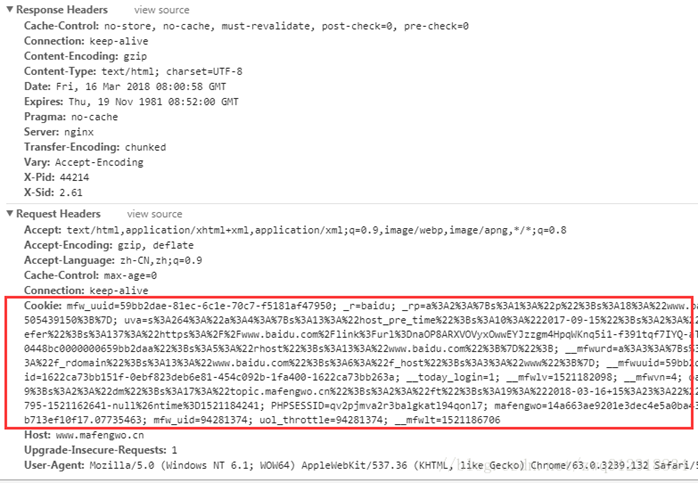 Response Headers view source
Cache-Control: no-store, no-cache, must-revalidate, post-check=0, pre-check=0
Connection: keep-alive
Content-Encoding: gzip
Content-Type: text/html; charset=UTF-8
Date: Fri, 16 Mar 2018 08:00:58 GMT
Expires: Thu, 19 Nov 1981 08:52:00 GMT
Pragma: no-cache
Server: nginx
Transfer-Encoding: chunked
Vary: Accept-Encoding
X-Pid: 44214
X-Sid: 2.61
Request Headers view source
Accept: text/html,application/xhtml+xml,application/xml;q=0.9,image/webp,image/apng,*/*;q=0.8
Accept-Encoding: gzip, deflate
Accept-Language: zh-CN,zh;q=0.9
Cache-Control: max-age=0
Connection: keep-alive
Cookie: mfw_uuid=59bb2dae-81ec-6c1e-70c7-f5181af47950; _r=baidu; _rp=a%3A2%3A%7Bs%3A1%3A%22p%22%3Bs%3A18%3A%22www.ba
505439150%3B%7D; uva=s%3A264%3A%22a%3A4%3A%7Bs%3A13%3A%22host_pre_time%22%3Bs%3A10%3A%222017-09-15%22%3Bs%3A2%3A%2
efer%22%3Bs%3A137%3A%22https%3A%2F%2Fwww.baidu.com%2Flink%3Furl%3DnaOP8ARXVOVyxOwwEYJzzgm4HpqWKnq5i1-f391tqf7IYQ-a
0448bc0000000659bb2daa%22%3Bs%3A5%3A%22rhost%22%3Bs%3A13%3A%22www.baidu.com%22%3B%7D%22%3B; __mfwurd=a%3A3%3A%7Bs%
3A%22f_rdomain%22%3Bs%3A13%3A%22www.baidu.com%22%3Bs%3A6%3A%22f_host%22%3Bs%3A3%3A%22www%22%3B%7D; __mfwuuid=59bb2d
id=1622ca73bb151f-0ebf823deb6e81-454c092b-1fa400-1622ca73bb263a; __today_login=1; __mfwlv=1521182098; __mfwvn=4;
9%3Bs%3A2%3A%22dm%22%3Bs%3A17%3A%22topic.mafengwo.cn%22%3Bs%3A2%3A%22ft%22%3Bs%3A19%3A%222018-03-16+15%3A23%3A22%2
795-1521162641-null%26ntime%3D1521184241; PHPSESSID=qv2pjmva2r3balgkatl94qonl7; mafengwo=14a663ae9201e3dec4e5a0ba43
b713ef10f17.07735463; mfw_uid=94281374; uol_throttle=94281374; __mfwlt=1521186706
Host: www.mafengwo.cn
Upgrade-Insecure-Requests: 1
User-Agent: Mozilla/5.0 (Windows NT 6.1; WOW64) AppleWebKit/537.36 (KHTML, like Gecko) Chrome/63.0.3239.132 Safari/5